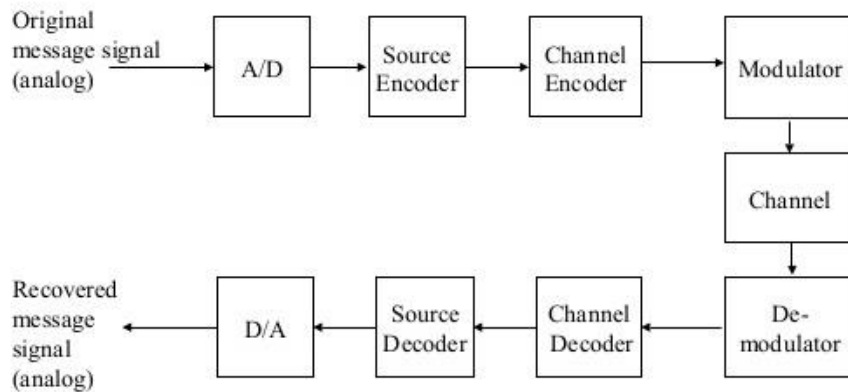 Original
message signal
(analog)
A/D
Source
Encoder
Channel
Encoder
Modulator
Channel
Recovered
message
signal
(analog)
D/A
Source
Decoder
Channel
Decoder
De-
modulator